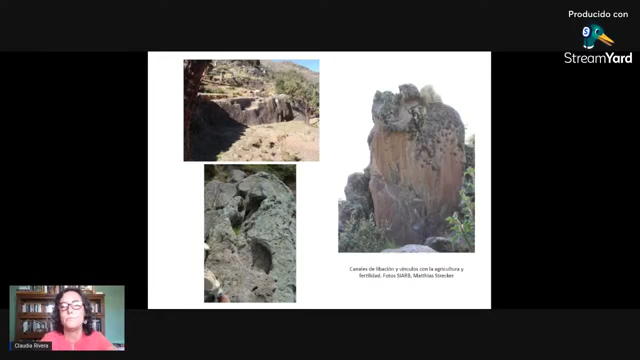 Producido con
StreamYard
Canales de libación y vínculos con la agricultura y
fertilidad. Fotos SIARB, Matthias Strecker
Claudia Rivera